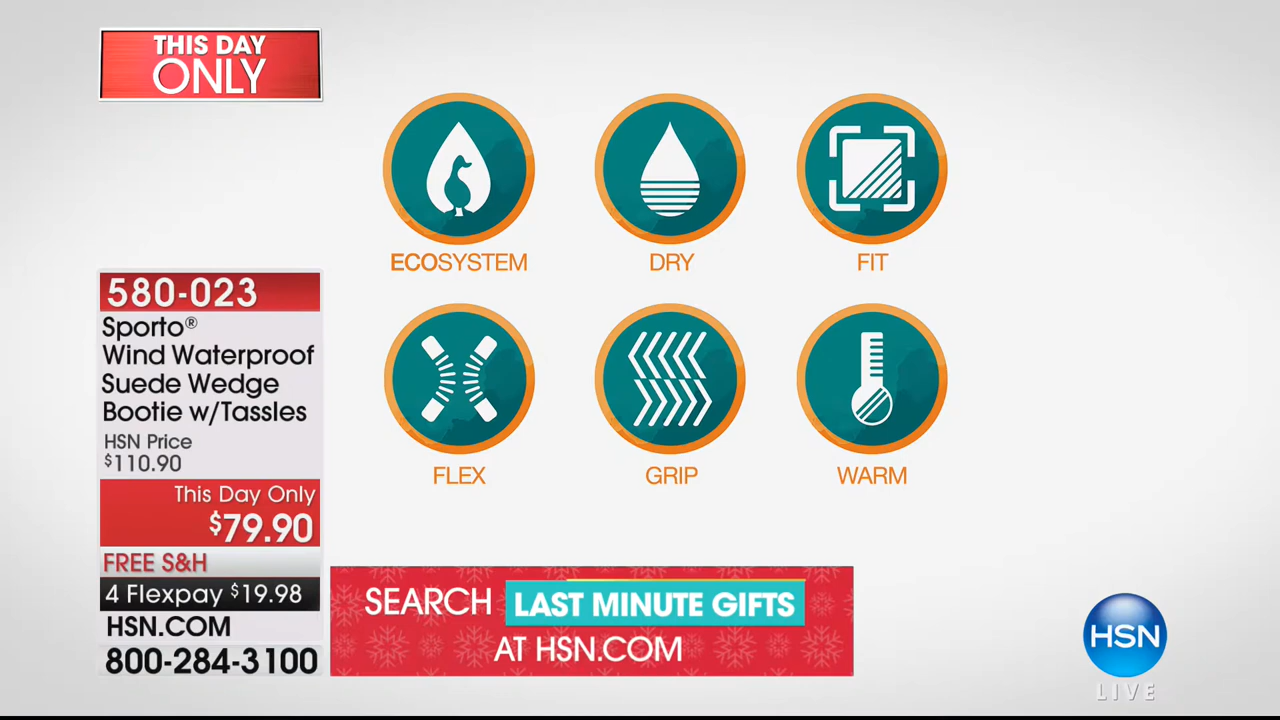 THIS DAY
ONLY
ECOSYSTEM
DRY
FIT
FLEX
GRIP
WARM
580-023
Sporto®
Wind Waterproof
Suede Wedge
Bootie w/Tassles
HSN Price
$110.90
This Day Only
$79.90
FREE S&H
4 Flexpay $19.98
HSN.COM
800-284-3100
SEARCH LAST MINUTE GIFTS
AT HSN.COM
HSN
LIVE